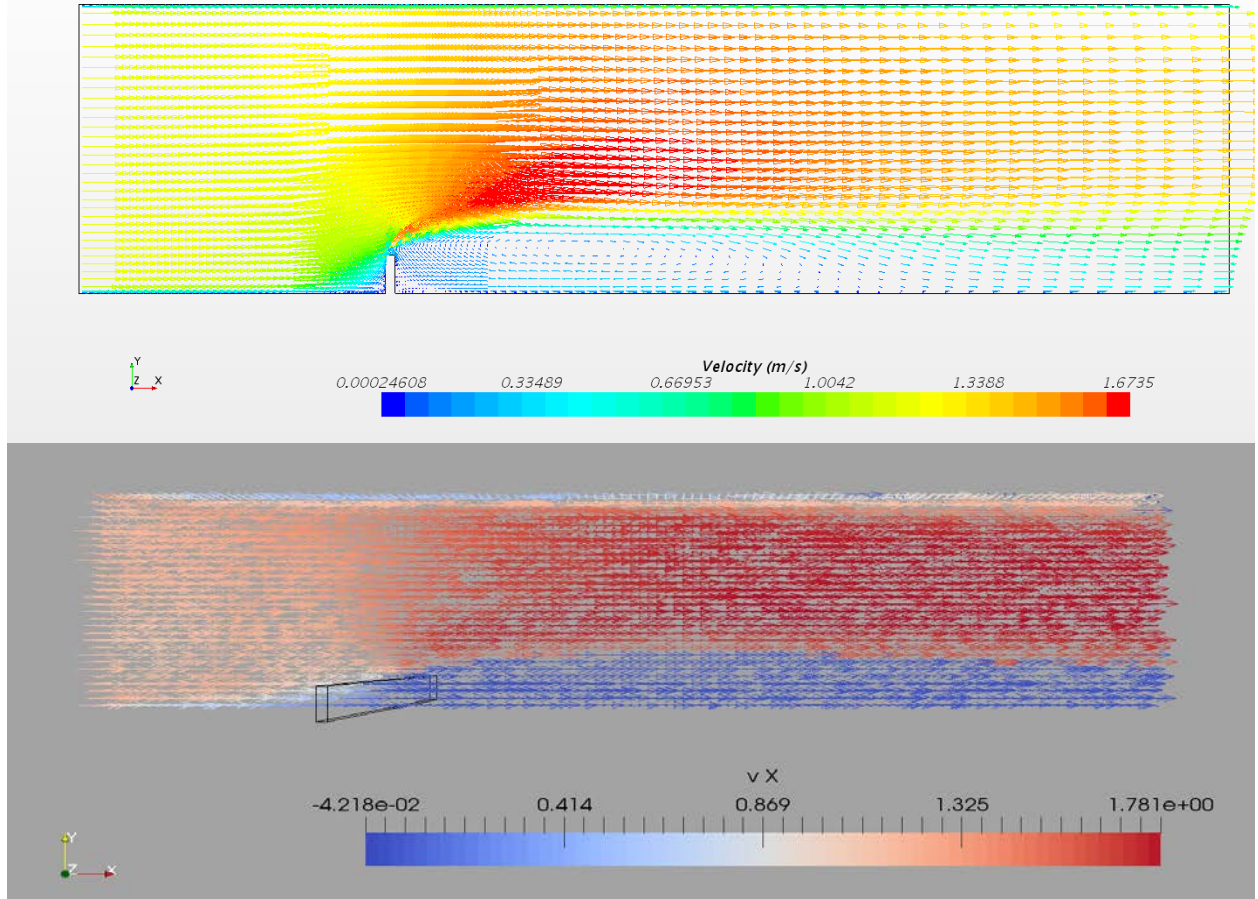 Velocity (m/s)
0.00024608 0.33489 0.66953 1.0042 1.3388 1.6735
Y
Z X
v X
-4.218e-02 0.414 0.869 1.325 1.781e+00
Y
Z X